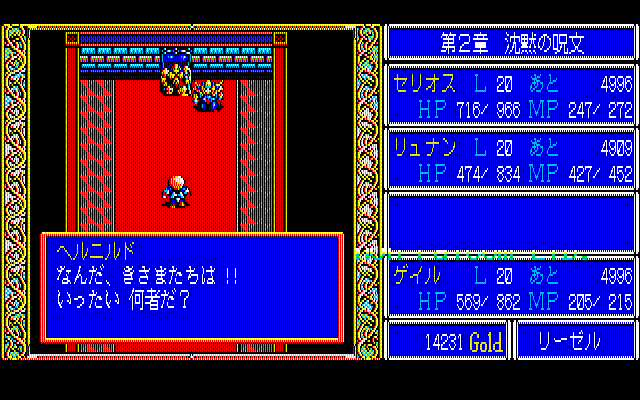 第2章 沈黙の呪文
セリオス L 20 あと 4996
HP 716/ 966 MP 247/ 272
リュナン L 20 あと 4909
HP 474/ 834 MP 427/ 452
ゲイル L 20 あと 4996
HP 569/ 862 MP 205/ 215
14231 Gold リーゼル
ヘルニルド
なんだ、きさまたちは !!
いったい 何者だ？